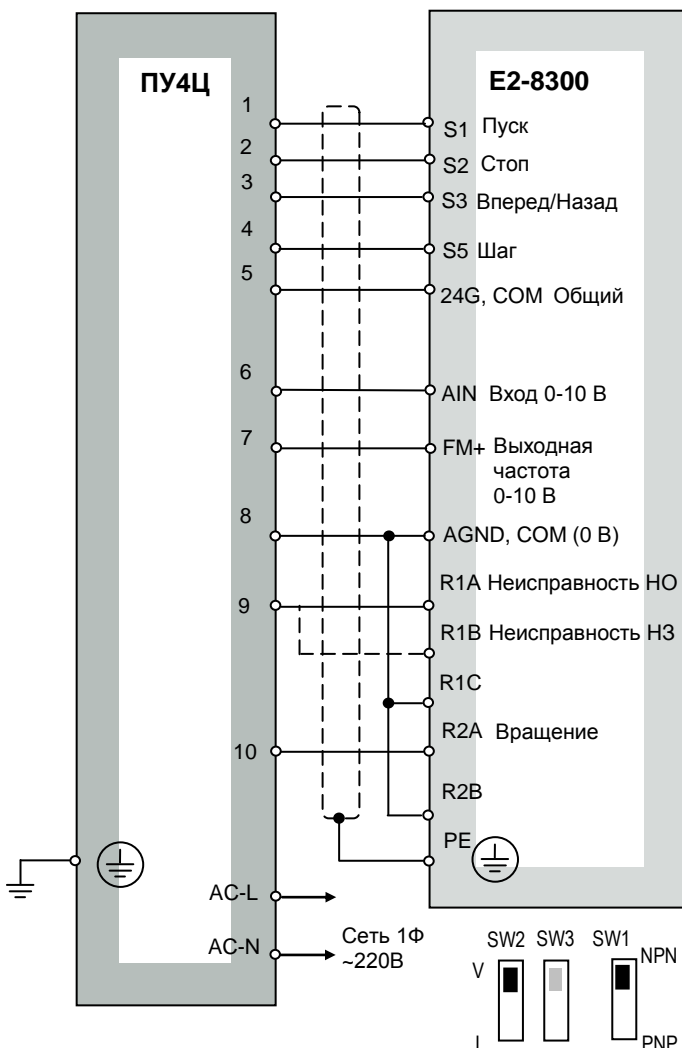 ПУ4Ц
E2-8300
1
S1 Пуск
2
S2 Стоп
3
S3 Вперед/Назад
4
S5 Шаг
5
24G, COM Общий
6
AIN Вход 0-10 В
7
FM+ Выходная
частота
0-10 В
8
AGND, COM (0 В)
R1A Неисправность НО
9
R1B Неисправность НЗ
R1C
R2A Вращение
10
R2B
PE
AC-L
AC-N
Сеть 1Ф
~220В
SW2 SW3 SW1
V
NPN
I
PNP